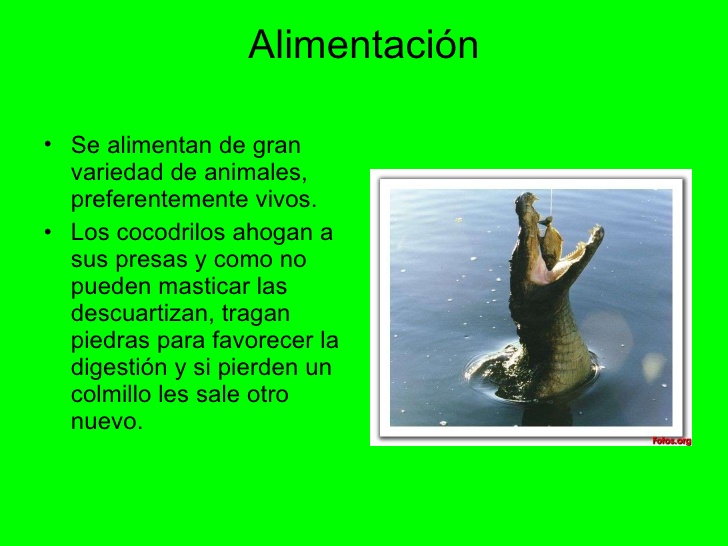 Alimentación
• Se alimentan de gran
variedad de animales,
preferentemente vivos.
• Los cocodrilos ahogan a
sus presas y como no
pueden masticar las
descuartizan, tragan
piedras para favorecer la
digestión y si pierden un
colmillo les sale otro
nuevo.
Fotos.org